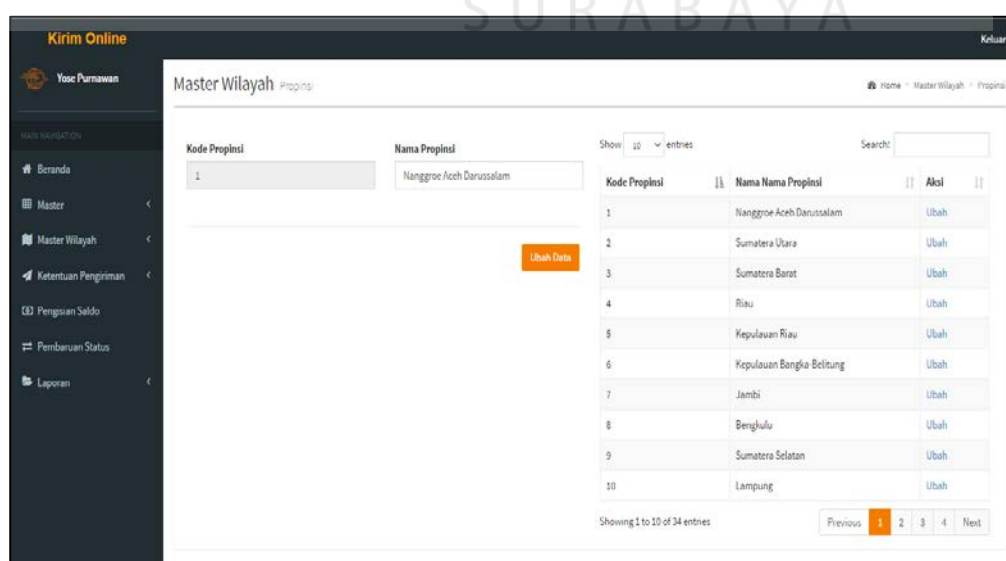 SURABAYA
Kirim Online
Keluar
Yose Purnawan
Master Wilayah Propinsi
Home > Master Wilayah > Propinsi
MAIN NAVIGATION
Beranda
Master
Master Wilayah
Ketentuan Pengiriman
Pengisian Saldo
Pembaruan Status
Laporan
Kode Propinsi Nama Propinsi
1 Nanggroe Aceh Darussalam
Ubah Data
Show 10 entries Search:
Kode Propinsi Nama Nama Propinsi Aksi
1 Nanggroe Aceh Darussalam Ubah
2 Sumatera Utara Ubah
3 Sumatera Barat Ubah
4 Riau Ubah
5 Kepulauan Riau Ubah
6 Kepulauan Bangka-Belitung Ubah
7 Jambi Ubah
8 Bengkulu Ubah
9 Sumatera Selatan Ubah
10 Lampung Ubah
Showing 1 to 10 of 34 entries Previous 1 2 3 4 Next